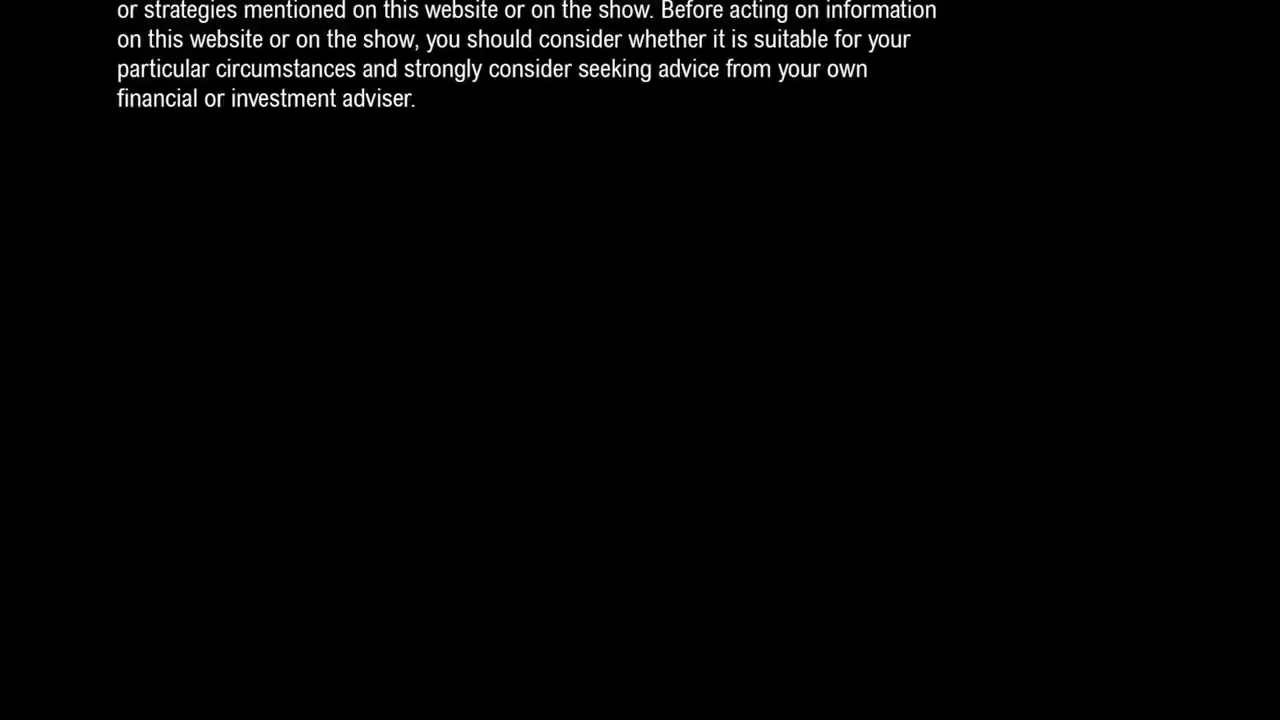 or strategies mentioned on this website or on the show. Before acting on information
on this website or on the show, you should consider whether it is suitable for your
particular circumstances and strongly consider seeking advice from your own
financial or investment adviser.